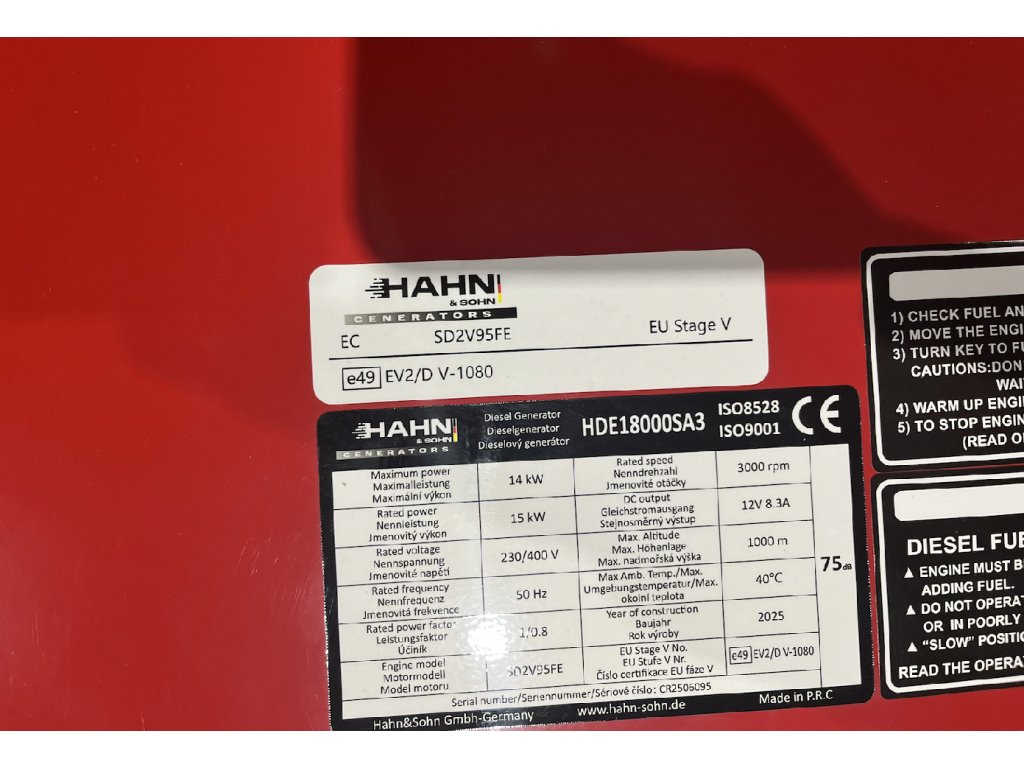 HAHN
& SOHN
GENERATORS
EC SD2V95FE EU Stage V
e49 EV2/D V-1080
HAHN
& SOHN
GENERATORS
Diesel Generator
Dieselgenerator
Dieselový generátor
HDE18000SA3
ISO8528
ISO9001
CE
Maximum power
Maximalleistung
Maximální výkon
14 kW
Rated speed
Nenndrehzahl
Jmenovité otáčky
3000 rpm
Rated power
Nennleistung
Jmenovitý výkon
15 kW
DC output
Gleichstromausgang
Stejnosměrný výstup
12V 8.3A
Rated voltage
Nennspannung
Jmenovité napětí
230/400 V
Max. Altitude
Max. Höhenlage
Max. nadmořská výška
1000 m
Rated frequency
Nennfrequenz
Jmenovitá frekvence
50 Hz
Max Amb. Temp./Max.
Umgebungstemperatur/Max.
okolní teplota
40°C
Rated power factor
Leistungsfaktor
Účiník
1/0.8
Year of construction
Baujahr
Rok výroby
2025
Engine model
Motormodell
Model motoru
SD2V95FE
EU Stage V No.
EU Stufe V Nr.
Číslo certifikace EU fáze V
e49 EV2/D V-1080
75dB
Serial number/Seriennummer/Sériové číslo: CR2506095
Hahn&Sohn Gmbh-Germany www.hahn-sohn.de Made in P.R.C
1) CHECK FUEL AN
2) MOVE THE ENGI
3) TURN KEY TO FU
CAUTIONS:DON'
WAI
4) WARM UP ENGI
5) TO STOP ENGIN
(READ OP
DIESEL FUE
▲ ENGINE MUST BE
ADDING FUEL.
▲ DO NOT OPERAT
OR IN POORLY
▲ "SLOW" POSITIO
READ THE OPERA